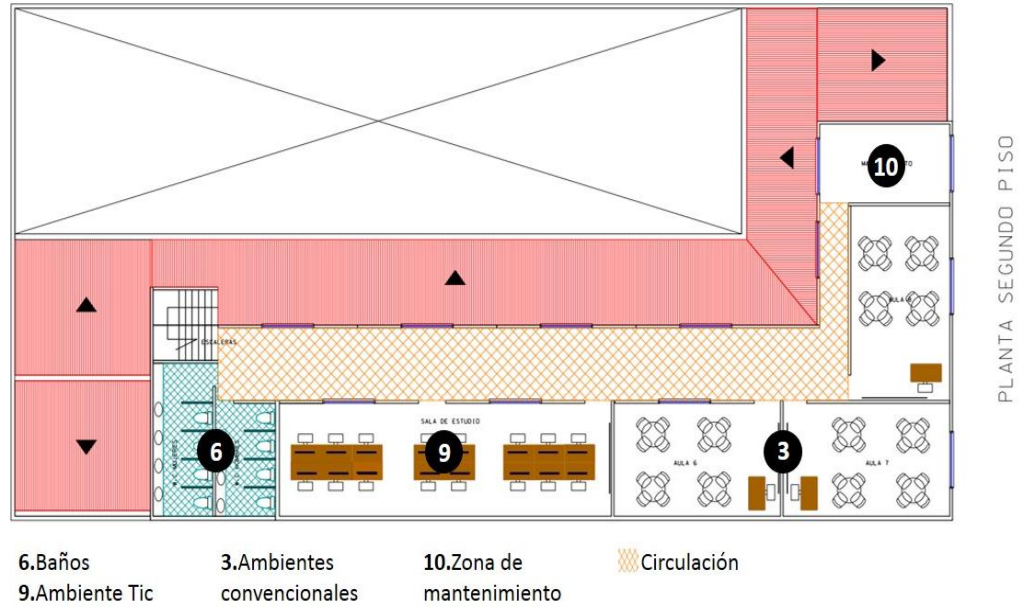 10
PLANTA SEGUNDO PISO
ESCALERAS
SALA DE ESTUDIO
6
9
3
AULA 6
AULA 7
6.Baños
3.Ambientes
10.Zona de
Circulación
9.Ambiente Tic
convencionales
mantenimiento